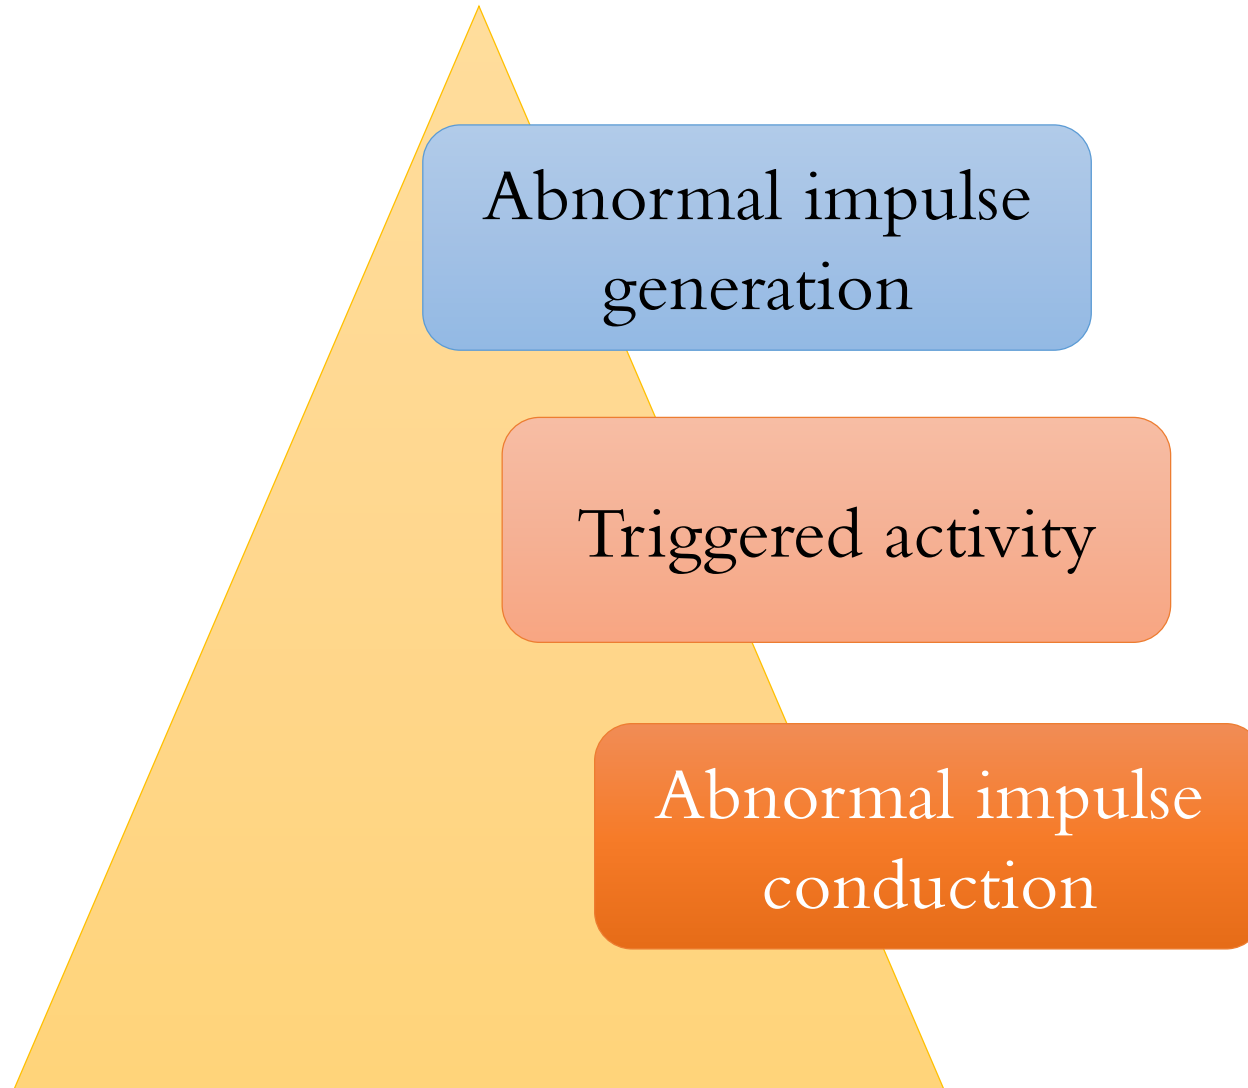 Abnormal impulse
generation
Triggered activity
Abnormal impulse
conduction